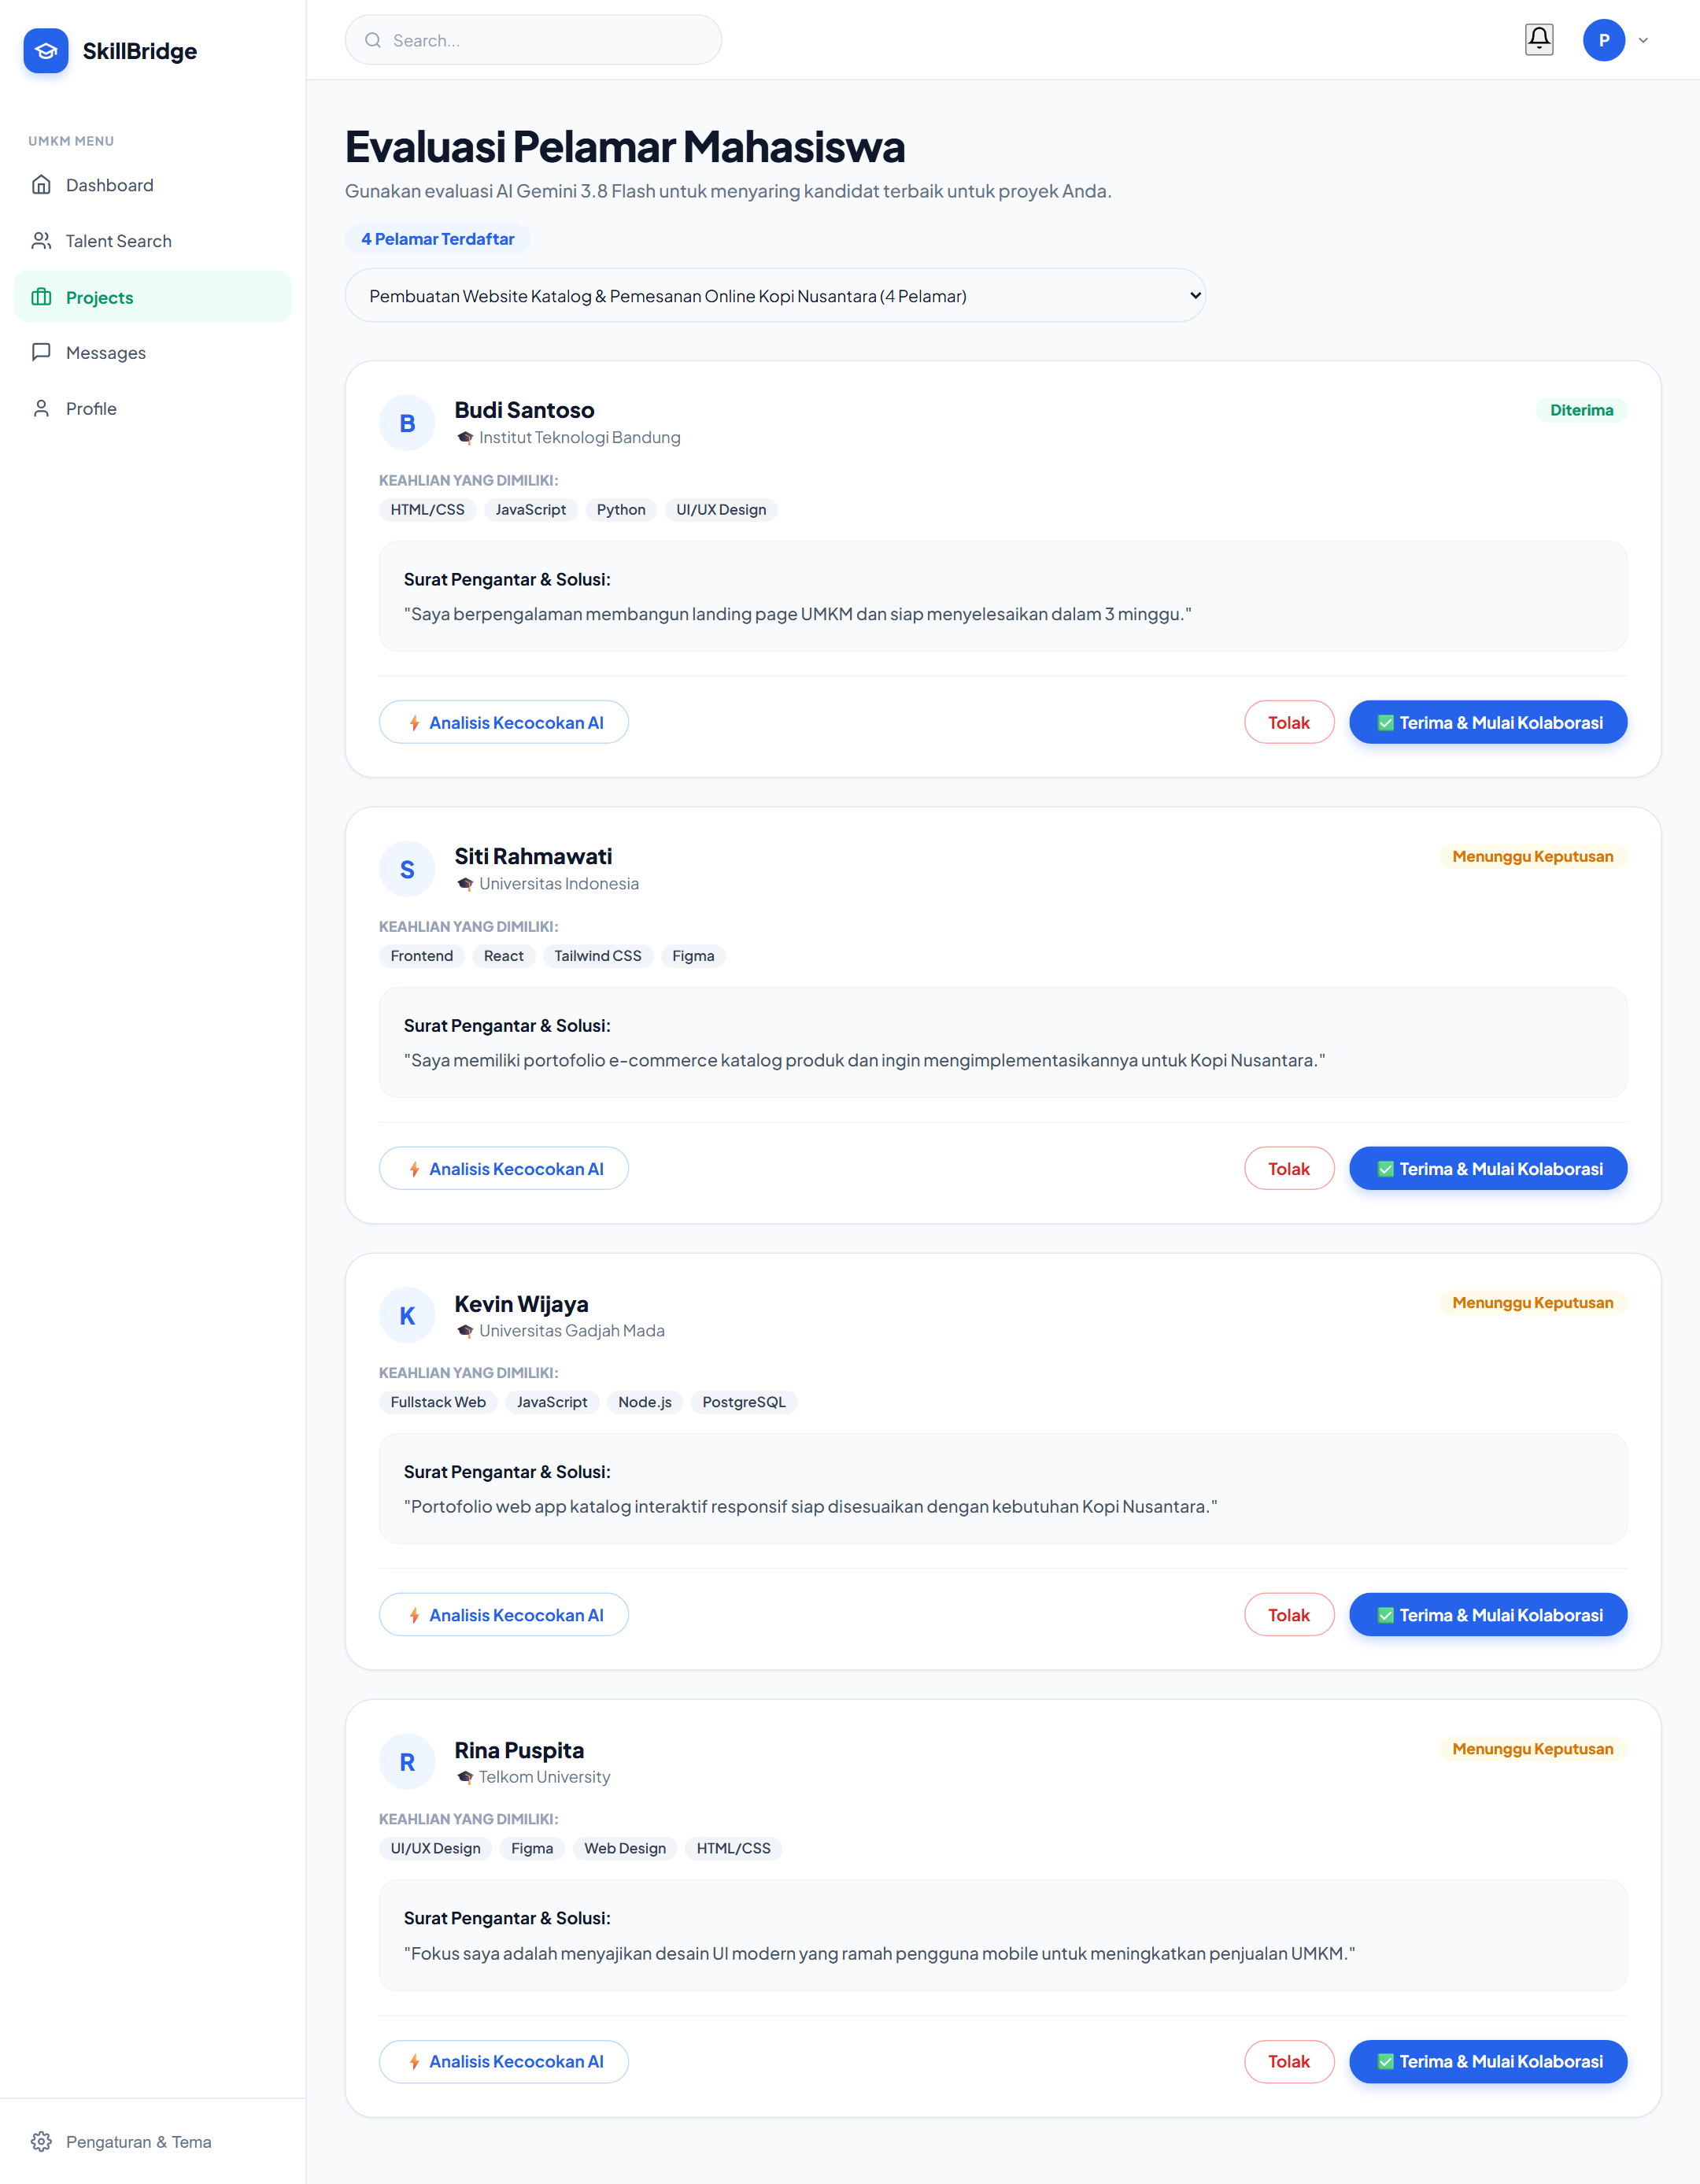 SkillBridge
Search...
P
UMKM MENU
Dashboard
Talent Search
Projects
Messages
Profile
Pengaturan & Tema
Evaluasi Pelamar Mahasiswa
Gunakan evaluasi AI Gemini 3.8 Flash untuk menyaring kandidat terbaik untuk proyek Anda.
4 Pelamar Terdaftar
Pembuatan Website Katalog & Pemesanan Online Kopi Nusantara (4 Pelamar)
B
Budi Santoso
Institut Teknologi Bandung
Diterima
KEAHLIAN YANG DIMILIKI:
HTML/CSS JavaScript Python UI/UX Design
Surat Pengantar & Solusi:
"Saya berpengalaman membangun landing page UMKM dan siap menyelesaikan dalam 3 minggu."
⚡ Analisis Kecocokan AI Tolak ✅ Terima & Mulai Kolaborasi
S
Siti Rahmawati
Universitas Indonesia
Menunggu Keputusan
KEAHLIAN YANG DIMILIKI:
Frontend React Tailwind CSS Figma
Surat Pengantar & Solusi:
"Saya memiliki portofolio e-commerce katalog produk dan ingin mengimplementasikannya untuk Kopi Nusantara."
⚡ Analisis Kecocokan AI Tolak ✅ Terima & Mulai Kolaborasi
K
Kevin Wijaya
Universitas Gadjah Mada
Menunggu Keputusan
KEAHLIAN YANG DIMILIKI:
Fullstack Web JavaScript Node.js PostgreSQL
Surat Pengantar & Solusi:
"Portofolio web app katalog interaktif responsif siap disesuaikan dengan kebutuhan Kopi Nusantara."
⚡ Analisis Kecocokan AI Tolak ✅ Terima & Mulai Kolaborasi
R
Rina Puspita
Telkom University
Menunggu Keputusan
KEAHLIAN YANG DIMILIKI:
UI/UX Design Figma Web Design HTML/CSS
Surat Pengantar & Solusi:
"Fokus saya adalah menyajikan desain UI modern yang ramah pengguna mobile untuk meningkatkan penjualan UMKM."
⚡ Analisis Kecocokan AI Tolak ✅ Terima & Mulai Kolaborasi